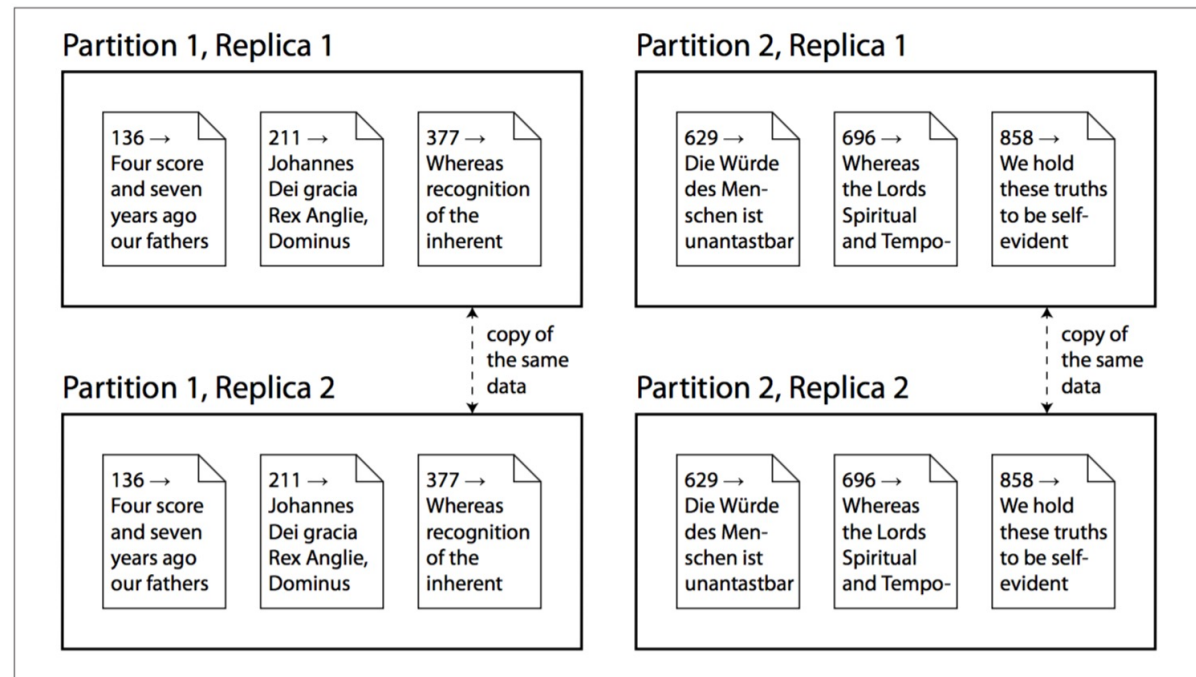 Partition 1, Replica 1
136 →
Four score
and seven
years ago
our fathers
211 →
Johannes
Dei gracia
Rex Anglie,
Dominus
377 →
Whereas
recognition
of the
inherent
Partition 2, Replica 1
629 →
Die Würde
des Men-
schen ist
unantastbar
696 →
Whereas
the Lords
Spiritual
and Tempo-
858 →
We hold
these truths
to be self-
evident
copy of
the same
data
copy of
the same
data
Partition 1, Replica 2
136 →
Four score
and seven
years ago
our fathers
211 →
Johannes
Dei gracia
Rex Anglie,
Dominus
377 →
Whereas
recognition
of the
inherent
Partition 2, Replica 2
629 →
Die Würde
des Men-
schen ist
unantastbar
696 →
Whereas
the Lords
Spiritual
and Tempo-
858 →
We hold
these truths
to be self-
evident